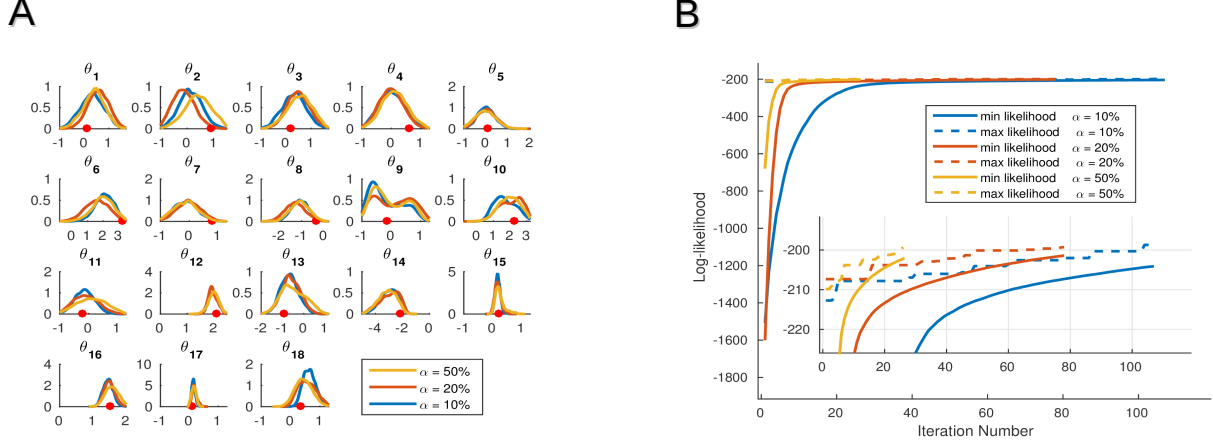 A
θ1 θ2 θ3 θ4 θ5
1 1 1 1 2
0.5 0.5 0.5 0.5 1
0 0 0 0 0
-1 0 1 -1 0 1 -1 0 1 -1 0 1 -1 0 1 2
θ6 θ7 θ8 θ9 θ10
1 2 2 1 1
0.5 1 1 0.5 0.5
0 0 0 0 0
0 1 2 3 -1 0 1 -2 -1 0 -1 0 1 0 1 2 3
θ11 θ12 θ13 θ14 θ15
2 4 1 1 5
1 2 0.5 0.5
0 0 0 0 0
-1 0 1 0 2 -2 -1 0 1 -4 -2 0 -1 0 1
θ16 θ17 θ18
4 10 2
2 5 1
0 0 0
-1 0 1 2 0 1 -1 0 1
α = 50%
α = 20%
α = 10%
B
Log-likelihood
-200
-400
-600
-800
-1000
-1200
-1400
-1600
-1800
0 20 40 60 80 100
Iteration Number
min likelihood α = 10%
max likelihood α = 10%
min likelihood α = 20%
max likelihood α = 20%
min likelihood α = 50%
max likelihood α = 50%
-200
-210
-220
0 20 40 60 80 100